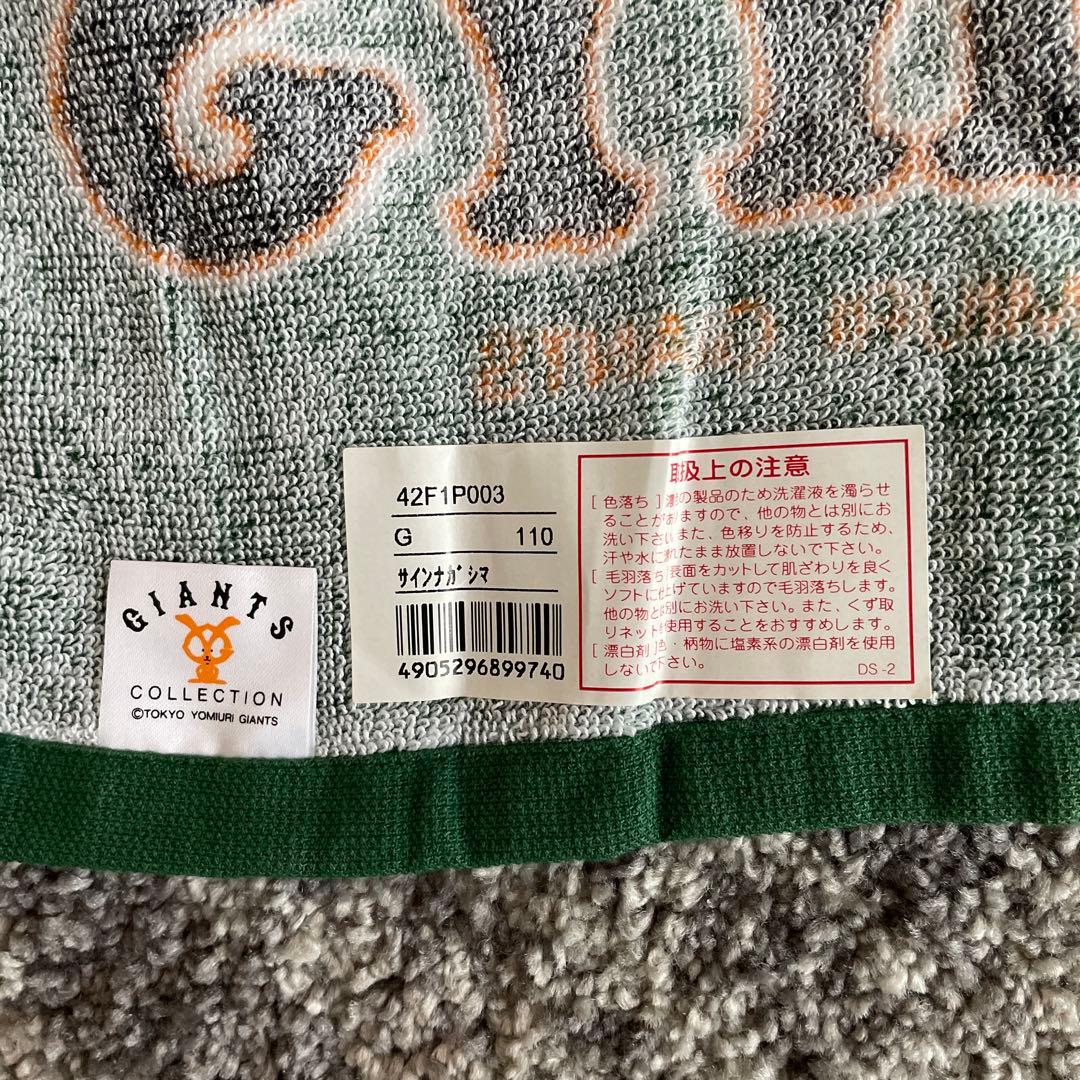 42F1P003
G 110
サインナガシマ
4905296899740
取扱上の注意
[ 色落ち ] の製品のため洗濯液を濁らせ
ることがありますので、他の物とは別にお
洗い下さい。また、色移りを防止するため、
汗や水に濡れたまま放置しないで下さい。
[ 毛羽落ち ] 表面をカットして肌ざわりを良く
ソフトに仕上げていますので毛羽落ちします。
他の物とは別にお洗い下さい。また、くず取
りネットを使用することをおすすめします。
[ 漂白剤 ] 色・柄物に塩素系の漂白剤を使用
しないで下さい。
DS-2
GIANTS
COLLECTION
©TOKYO YOMIURI GIANTS